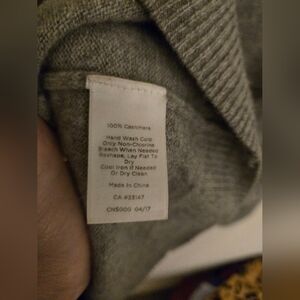 100% Cashmere
Hand Wash Cold
Only Non-Chlorine
Bleach When Needed
Reshape, Lay Flat To
Dry
Cool Iron if Needed
Or Dry Clean
Made In China
CA #33147
04/17